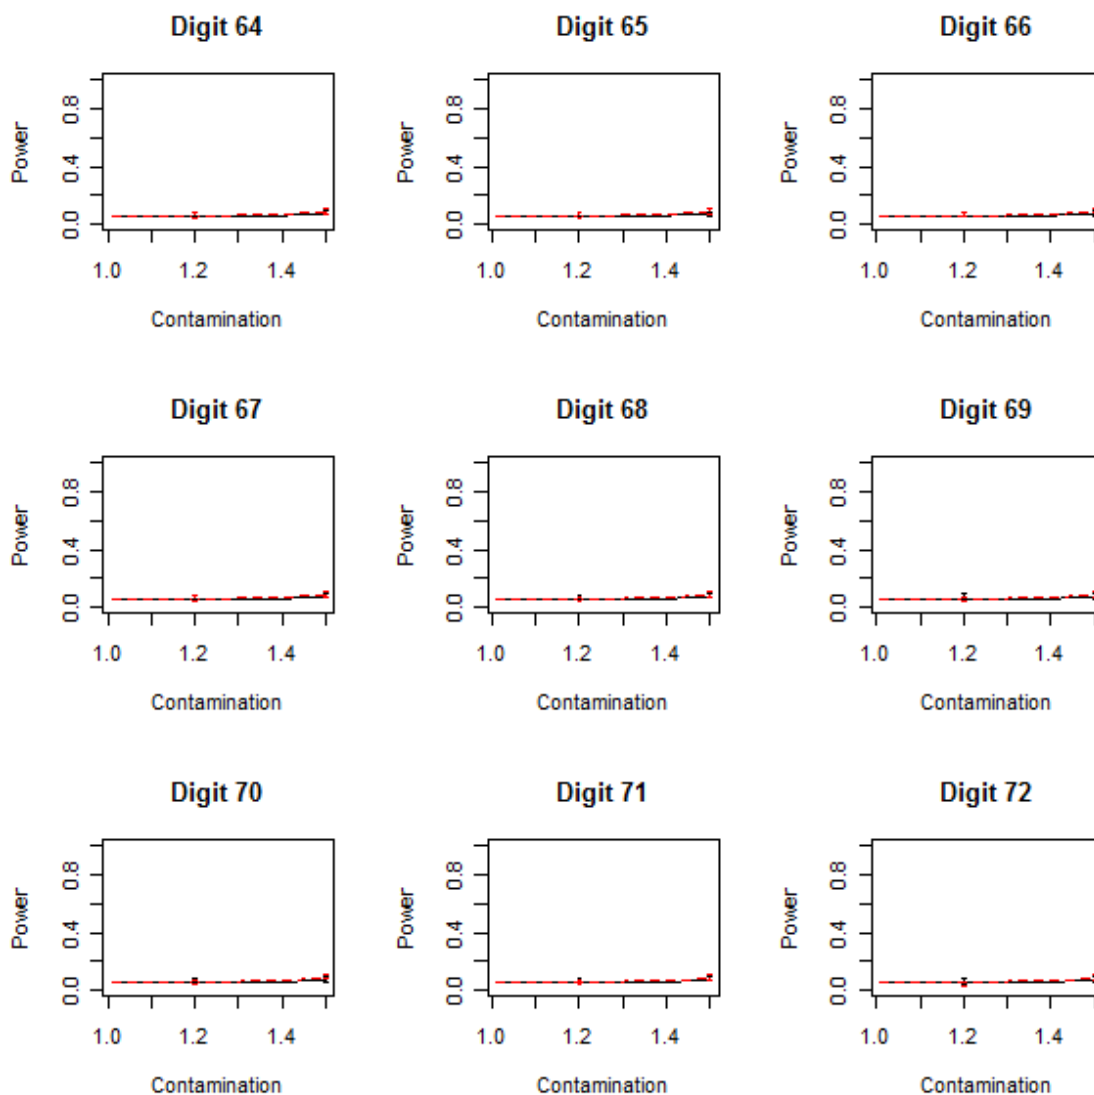 Digit 64 Digit 65 Digit 66
Power 0.0 0.4 0.8 Power 0.0 0.4 0.8 Power 0.0 0.4 0.8
1.0 1.2 1.4 1.0 1.2 1.4 1.0 1.2 1.4
Contamination Contamination Contamination
Digit 67 Digit 68 Digit 69
Power 0.0 0.4 0.8 Power 0.0 0.4 0.8 Power 0.0 0.4 0.8
1.0 1.2 1.4 1.0 1.2 1.4 1.0 1.2 1.4
Contamination Contamination Contamination
Digit 70 Digit 71 Digit 72
Power 0.0 0.4 0.8 Power 0.0 0.4 0.8 Power 0.0 0.4 0.8
1.0 1.2 1.4 1.0 1.2 1.4 1.0 1.2 1.4
Contamination Contamination Contamination